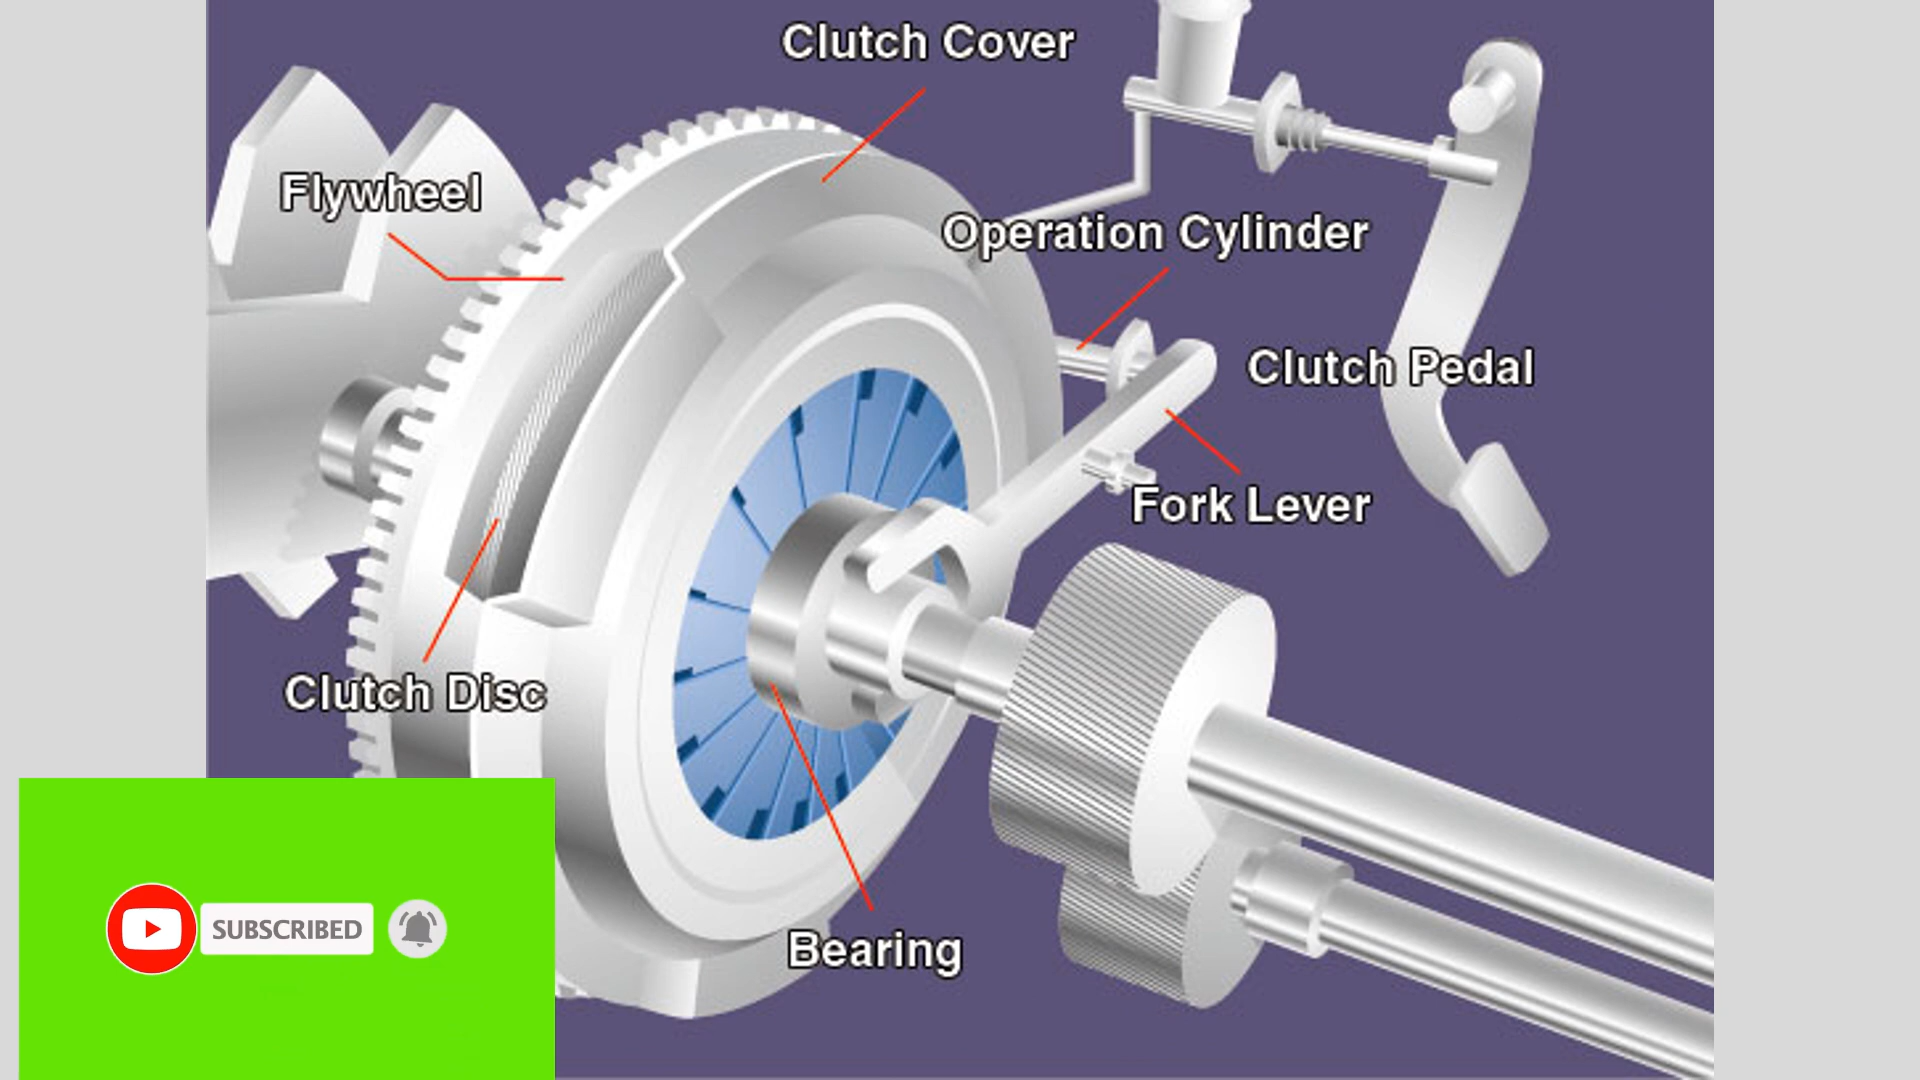 Clutch Cover
Flywheel
Operation Cylinder
Clutch Pedal
Fork Lever
Clutch Disc
SUBSCRIBED
Bearing